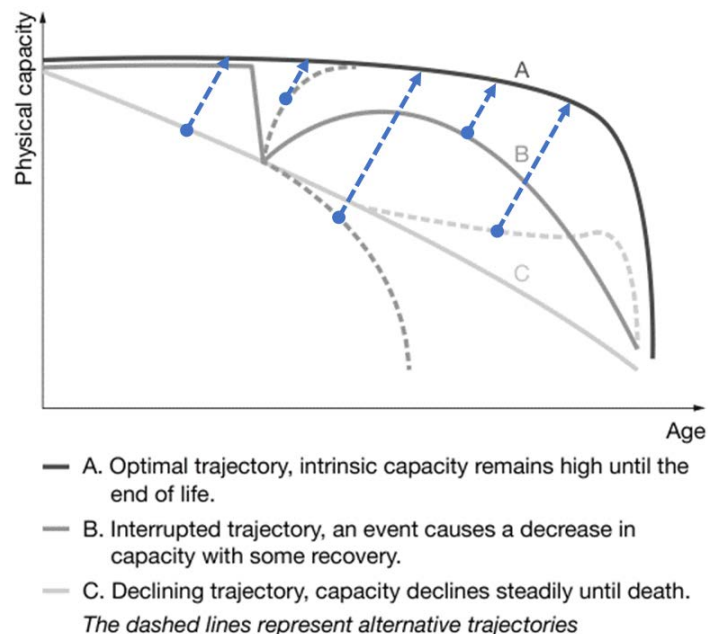 Physical capacity
A
B
C
Age
A. Optimal trajectory, intrinsic capacity remains high until the
end of life.
B. Interrupted trajectory, an event causes a decrease in
capacity with some recovery.
C. Declining trajectory, capacity declines steadily until death.
The dashed lines represent alternative trajectories